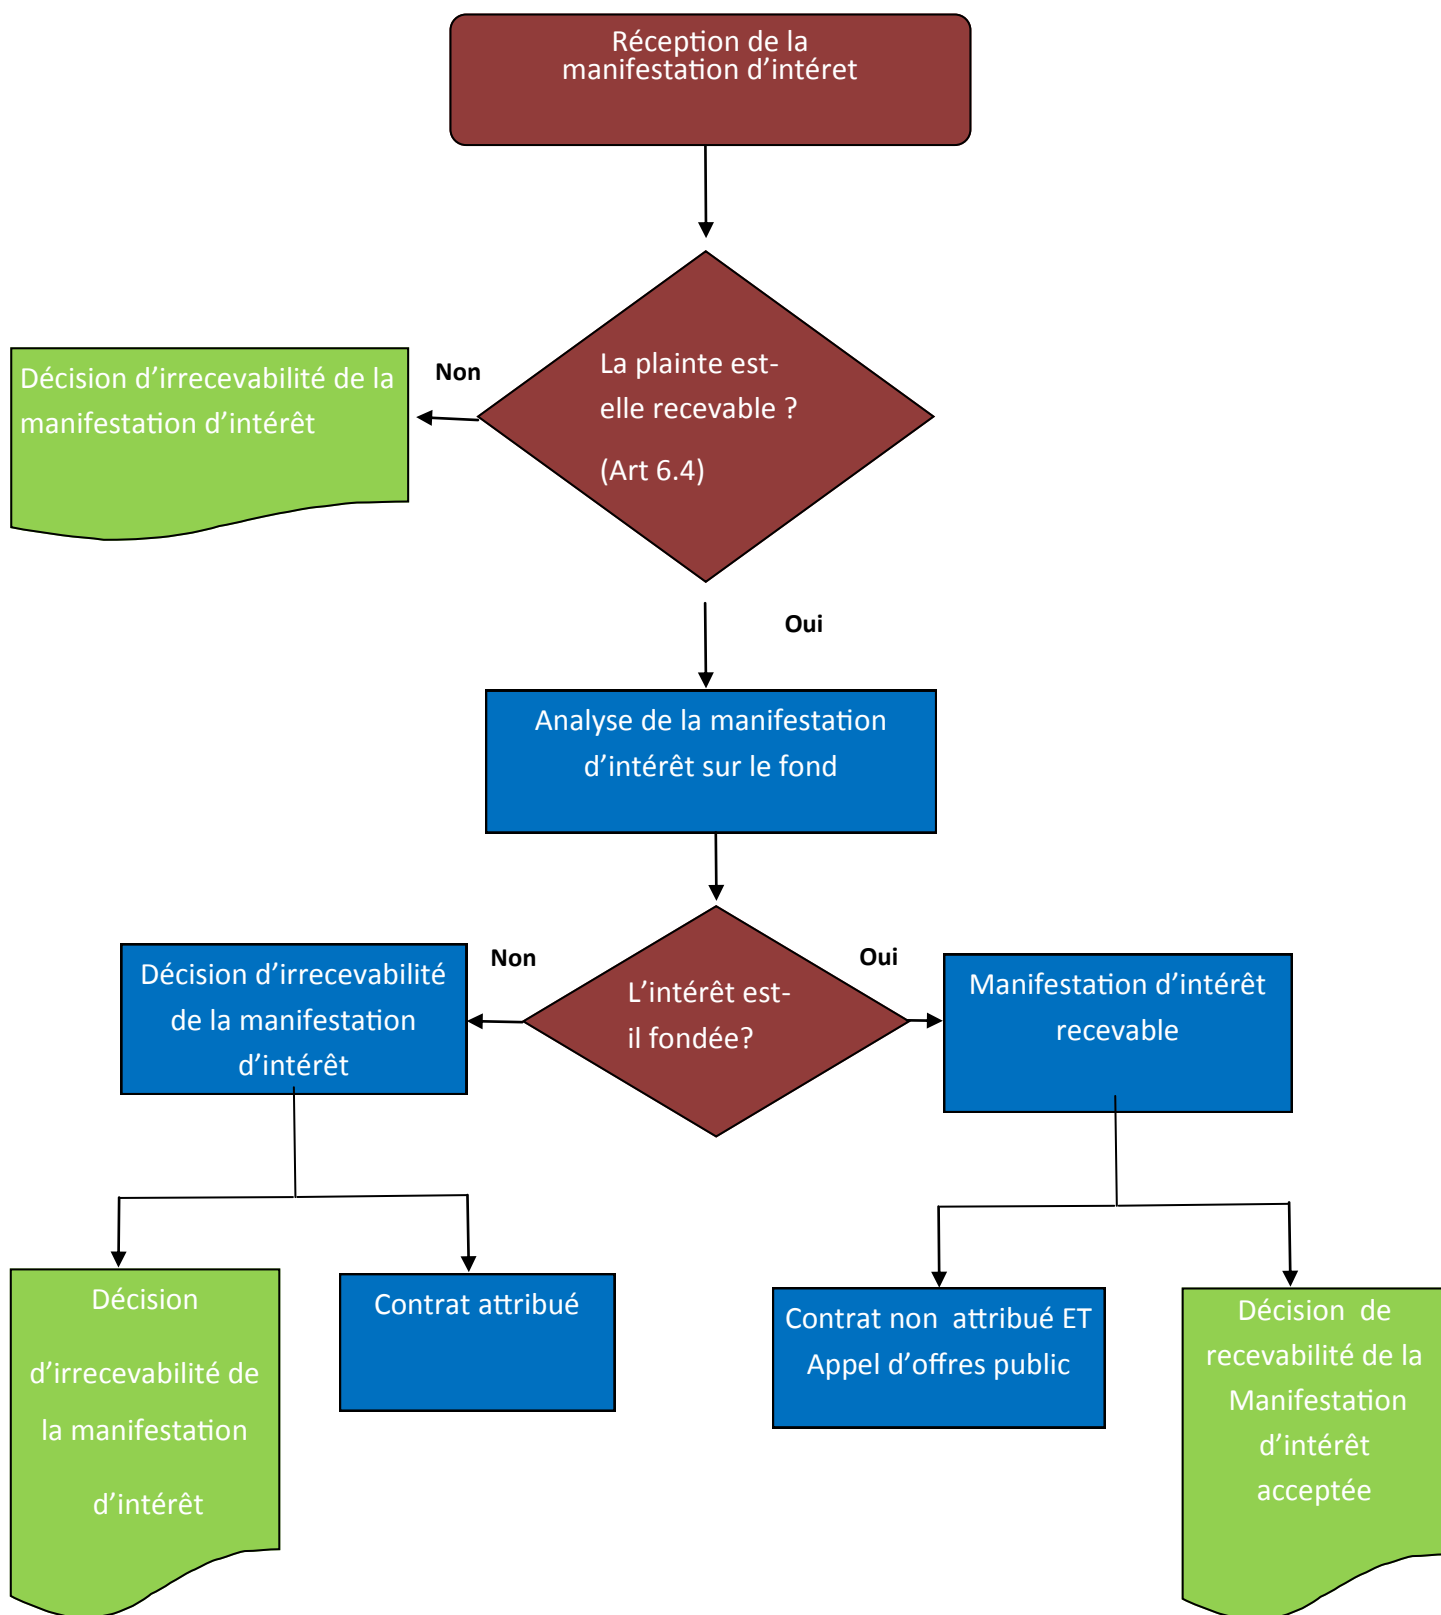 Réception de la
manifestation d’intéret
La plainte est-
elle recevable ?
(Art 6.4)
Non
Décision d’irrecevabilité de la
manifestation d’intérêt
Oui
Analyse de la manifestation
d’intérêt sur le fond
L’intérêt est-
il fondée?
Non
Oui
Décision d’irrecevabilité
de la manifestation
d’intérêt
Manifestation d’intérêt
recevable
Décision
d’irrecevabilité de
la manifestation
d’intérêt
Contrat attribué
Contrat non  attribué ET
Appel d’offres public
Décision  de
recevabilité de la
Manifestation
d’intérêt
acceptée